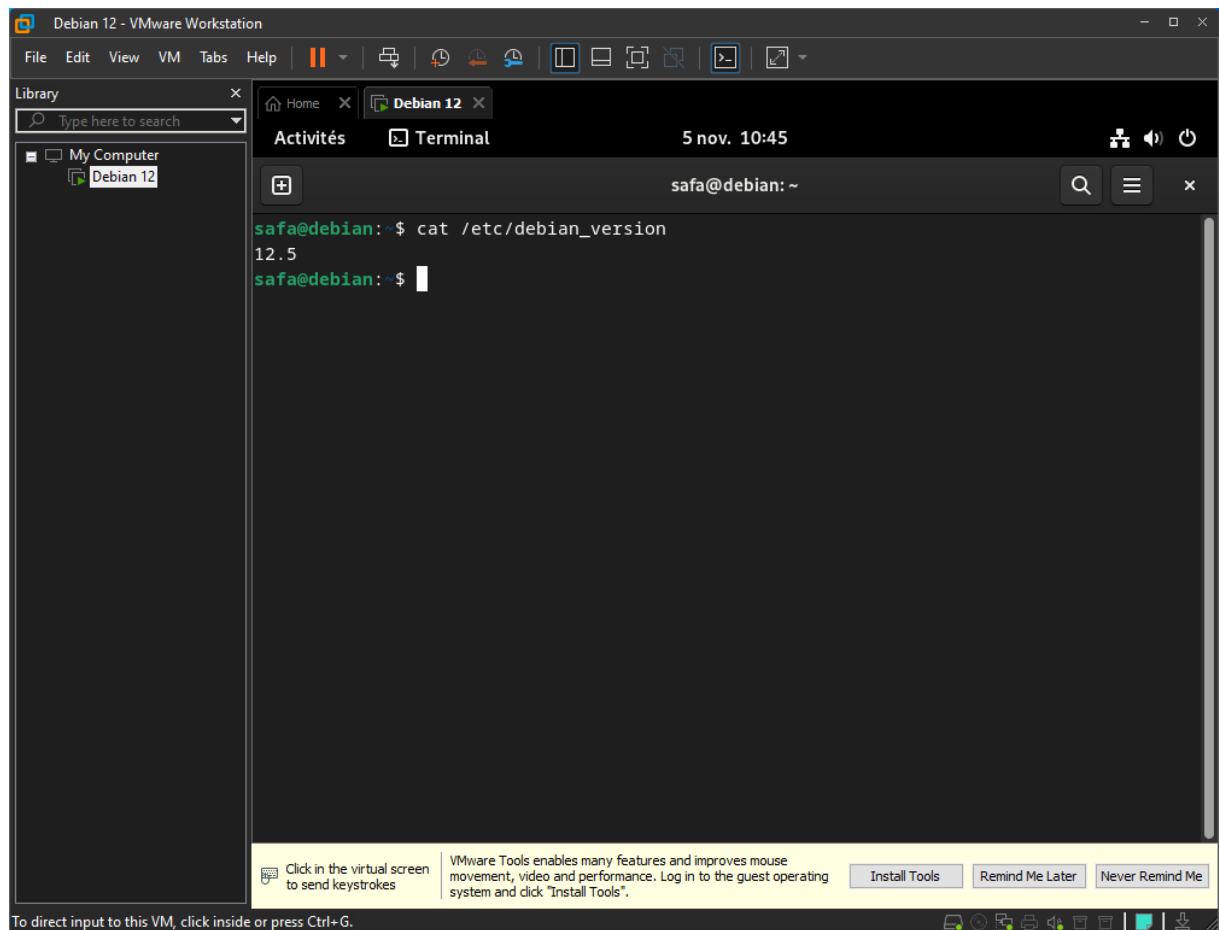 Debian 12 - VMware Workstation
File Edit View VM Tabs Help
Library
Type here to search
My Computer
Debian 12
Home
Debian 12
Activités
Terminal
5 nov. 10:45
safa@debian: ~
safa@debian:~$ cat /etc/debian_version
12.5
safa@debian:~$
Click in the virtual screen
to send keystrokes
VMware Tools enables many features and improves mouse
movement, video and performance. Log in to the guest operating
system and click "Install Tools".
Install Tools
Remind Me Later
Never Remind Me
To direct input to this VM, click inside or press Ctrl+G.